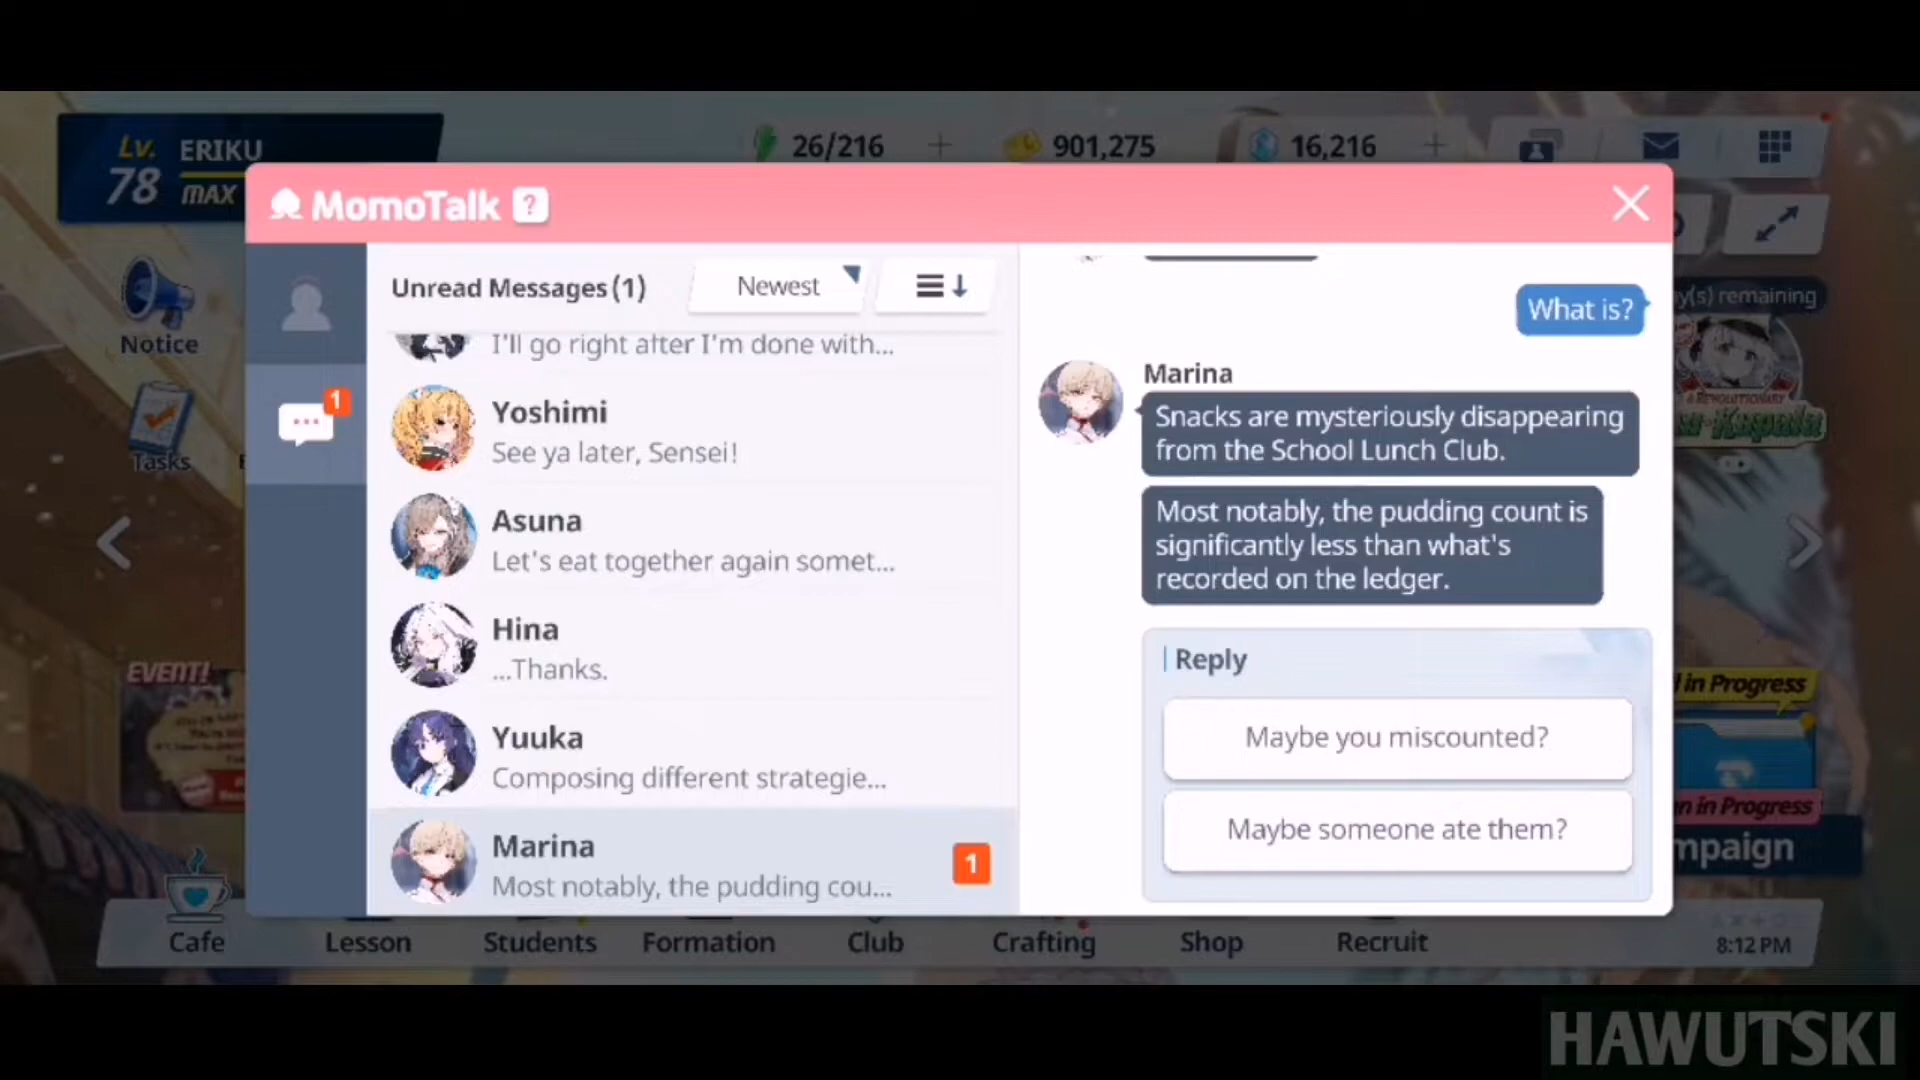 Lv. ERIKU
78 MAX
26/216
901,275
16,216
MomoTalk ?
Unread Messages (1)
Newest
I'll go right after I'm done with...
Yoshimi
See ya later, Sensei!
Asuna
Let's eat together again somet...
Hina
...Thanks.
Yuuka
Composing different strategie...
Marina
Most notably, the pudding cou...
1
1
What is?
Marina
Snacks are mysteriously disappearing
from the School Lunch Club.
Most notably, the pudding count is
significantly less than what's
recorded on the ledger.
Reply
Maybe you miscounted?
Maybe someone ate them?
Notice
Tasks
EVENT!
y(s) remaining
A REVOLUTIONARY
-Kupala
in Progress
n in Progress
mpaign
Cafe
Lesson
Students
Formation
Club
Crafting
Shop
Recruit
8:12 PM
HAWUTSKI